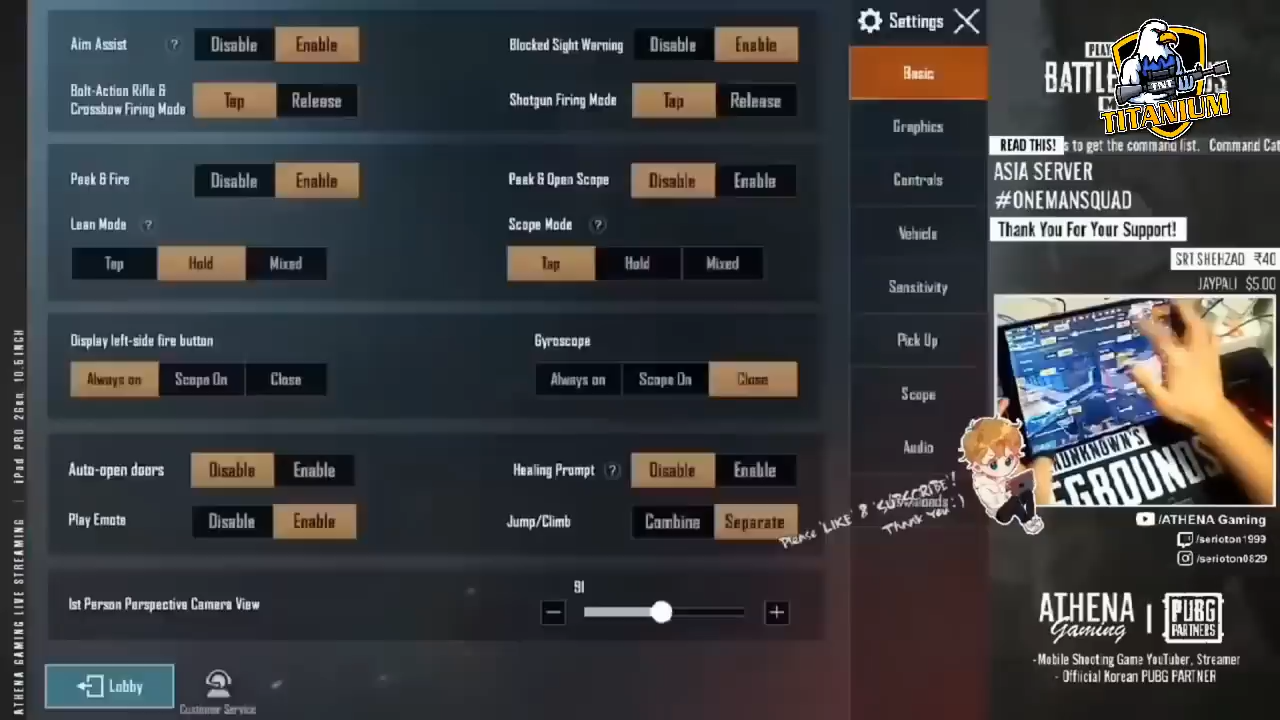 Aim Assist ? Disable Enable
Blocked Sight Warning Disable Enable
Bolt-Action Rifle &
Crossbow Firing Mode Tap Release
Shotgun Firing Mode Tap Release
Peek & Fire Disable Enable
Peek & Open Scope Disable Enable
Lean Mode ?
Tap Hold Mixed
Scope Mode ?
Tap Hold Mixed
Display left-side fire button
Always on Scope On Close
Gyroscope
Always on Scope On Close
Auto-open doors Disable Enable
Healing Prompt ? Disable Enable
Play Emote Disable Enable
Jump/Climb Combine Separate
1st Person Perspective Camera View
91
Lobby
Customer Service
Settings
Basic
Graphics
Controls
Vehicle
Sensitivity
Pick Up
Scope
Audio
Please 'LIKE' & 'SUBSCRIBE' !
Thank You :)
ATHENA GAMING LIVE STREAMING | iPad PRO 2Gen 10.5 INCH
TNT
TITANIUM
READ THIS! s to get the command list. Command Cat
ASIA SERVER
#ONEMANSQUAD
Thank You For Your Support!
SRT SHEHZAD ₹40
JAYPALI $5.00
UNKNOWN'S
EGROUNDS
/ATHENA Gaming
/serioton1999
/serioton0829
ATHENA
Gaming
PUBG
PARTNERS
-Mobile Shooting Game YouTuber, Streamer
- Offiicial Korean PUBG PARTNER